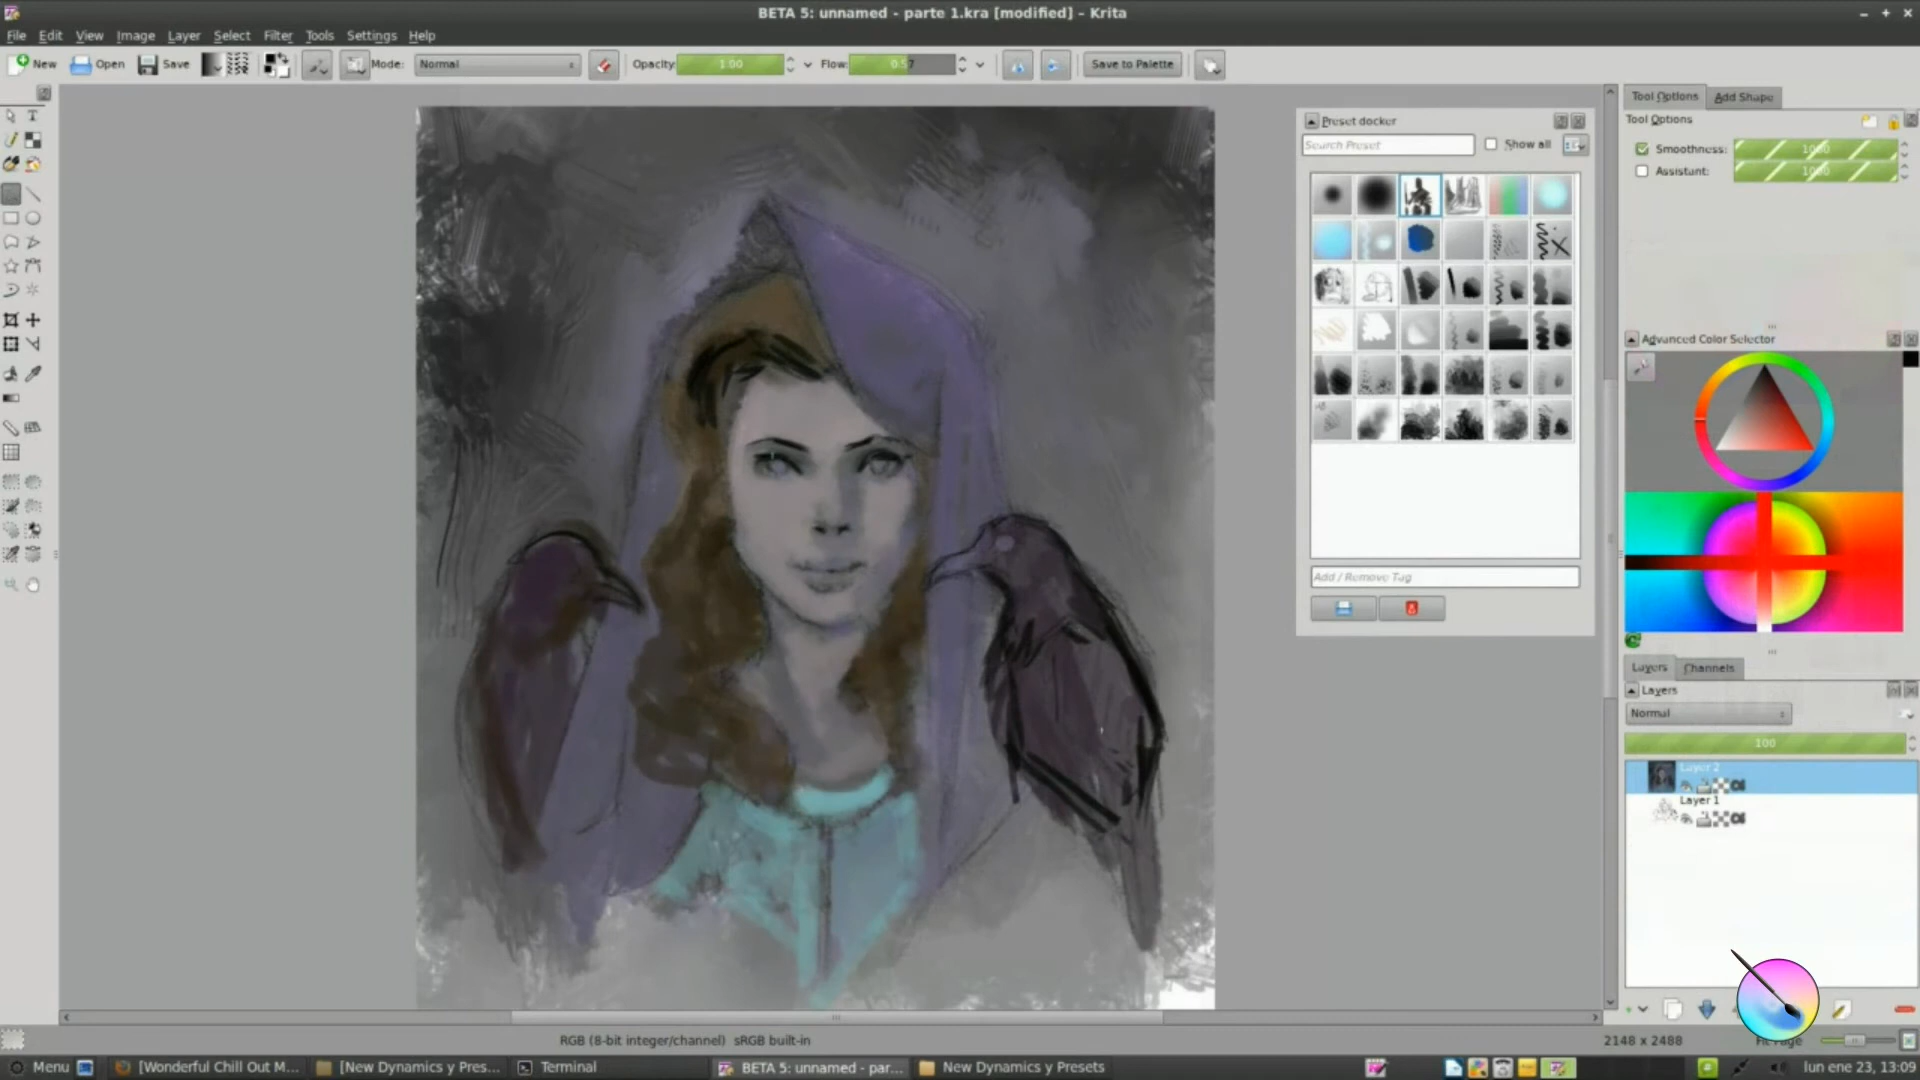 BETA 5: unnamed - parte 1.kra [modified] – Krita
File Edit View Image Layer Select Filter Tools Settings Help
New Open Save Mode: Normal Opacity: 1.00 Flow: 0.57 Save to Palette
Tool Options Add Shape
Tool Options
Smoothness: 1000
Assistant: 1000
Preset docker
Search Preset Show all
Add / Remove Tag
Advanced Color Selector
Layers Channels
Layers
Normal
100
Layer 2
Layer 1
RGB (8-bit integer/channel) sRGB built-in 2148 x 2488 Fit Page
Menu [Wonderful Chill Out M... [New Dynamics y Pres... Terminal BETA 5: unnamed - par... New Dynamics y Presets lun ene 23, 13:09